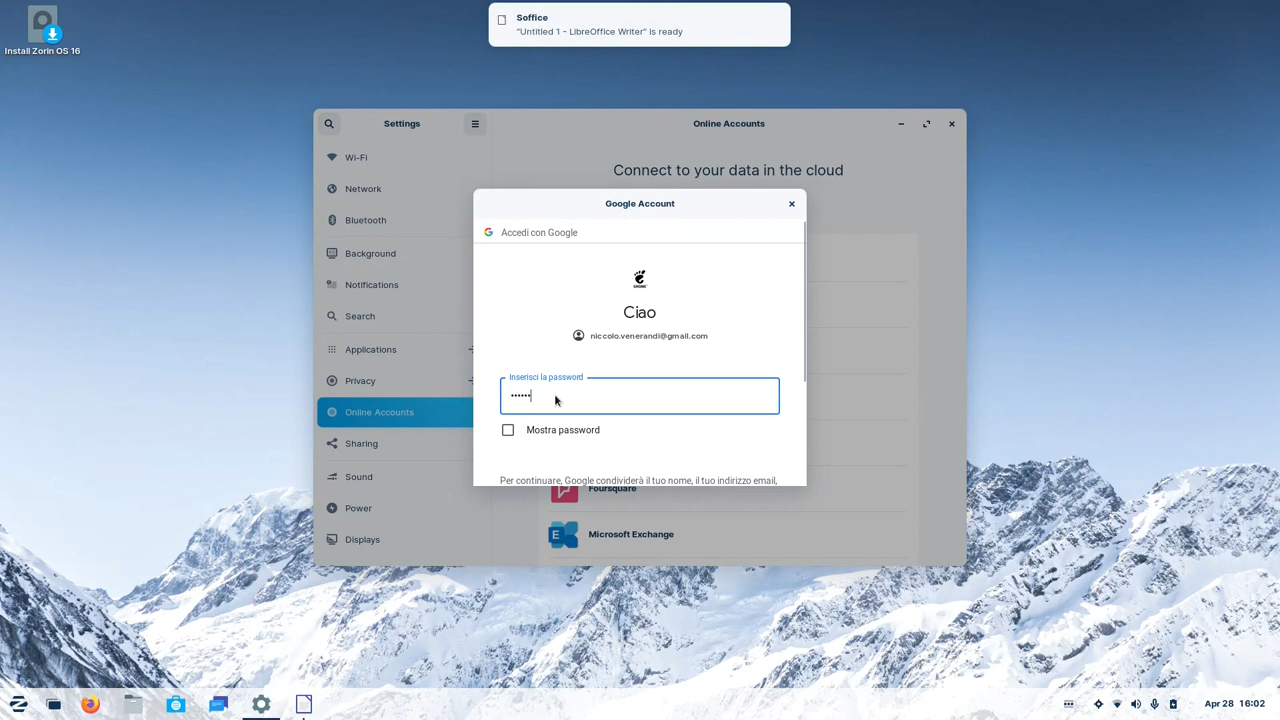 Install Zorin OS 16
Soffice
"Untitled 1 - LibreOffice Writer" is ready
Settings
Online Accounts
Wi-Fi
Network
Bluetooth
Background
Notifications
Search
Applications
Privacy
Online Accounts
Sharing
Sound
Power
Displays
Connect to your data in the cloud
Google Account
Accedi con Google
GNOME
Ciao
niccolo.venerandi@gmail.com
Inserisci la password
••••••
Mostra password
Per continuare, Google condividerà il tuo nome, il tuo indirizzo email,
Foursquare
Microsoft Exchange
Apr 28 16:02